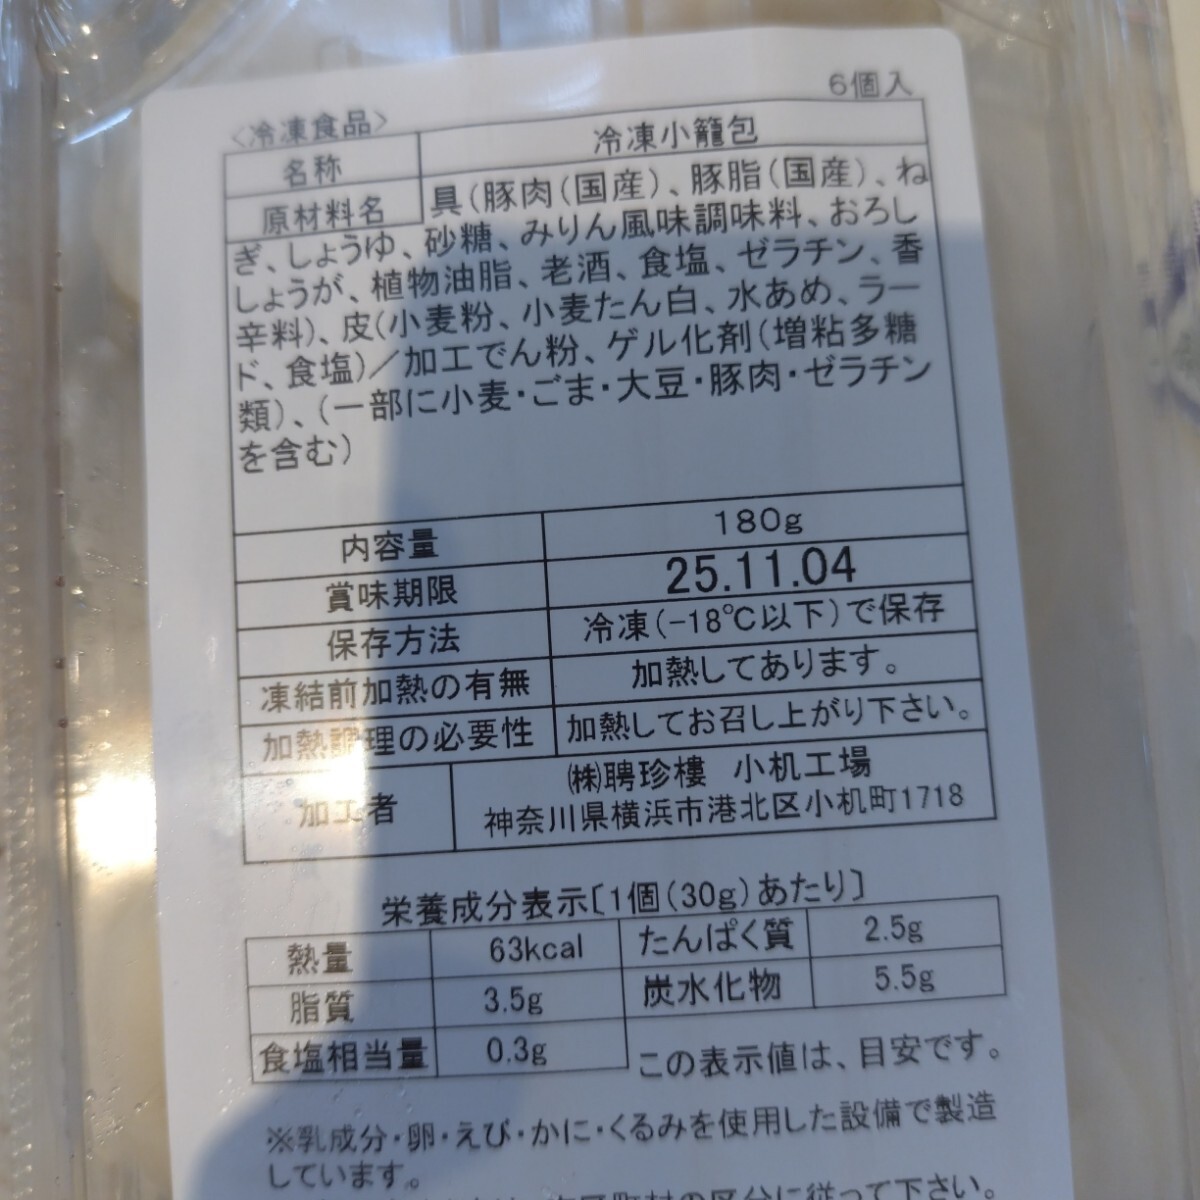 6個入
<冷凍食品>
名称 冷凍小籠包
原材料名 具(豚肉(国産)、豚脂(国産)、ね
ぎ、しょうゆ、砂糖、みりん風味調味料、おろし
しょうが、植物油脂、老酒、食塩、ゼラチン、香
辛料)、皮(小麦粉、小麦たん白、水あめ、ラー
ド、食塩)/加工でん粉、ゲル化剤(増粘多糖
類)、(一部に小麦・ごま・大豆・豚肉・ゼラチン
を含む)
内容量 180g
賞味期限 25.11.04
保存方法 冷凍(-18℃以下)で保存
凍結前加熱の有無 加熱してあります。
加熱調理の必要性 加熱してお召し上がり下さい。
加工者 ㈱聘珍樓 小机工場
神奈川県横浜市港北区小机町1718
栄養成分表示[1個(30g)あたり]
熱量 63kcal たんぱく質 2.5g
脂質 3.5g 炭水化物 5.5g
食塩相当量 0.3g この表示値は、目安です。
※乳成分・卵・えび・かに・くるみを使用した設備で製造
しています。
市区町村の区分に従って下さい。